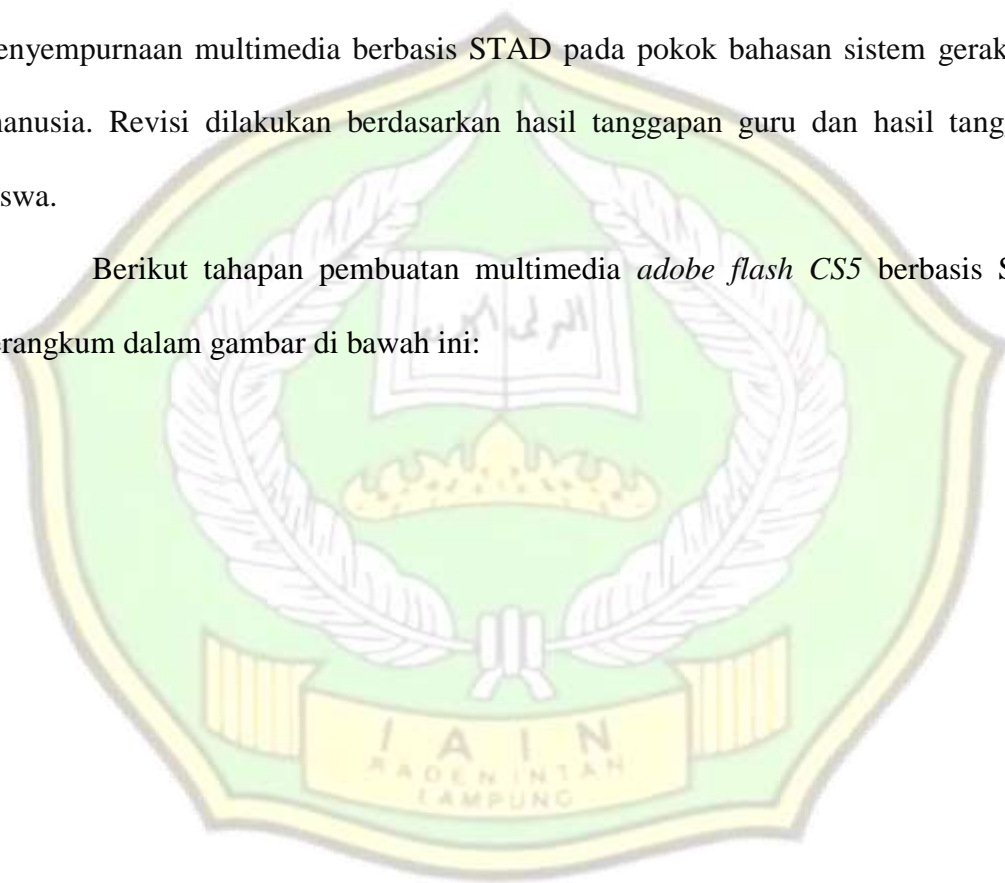 enyempurnaan multimedia berbasis STAD pada pokok bahasan sistem gerak
anusia. Revisi dilakukan berdasarkan hasil tanggapan guru dan hasil tang
swa.
Berikut tahapan pembuatan multimedia adobe flash CS5 berbasis S
erangkum dalam gambar di bawah ini:
I A I N
RADEN INTAN
LAMPUNG